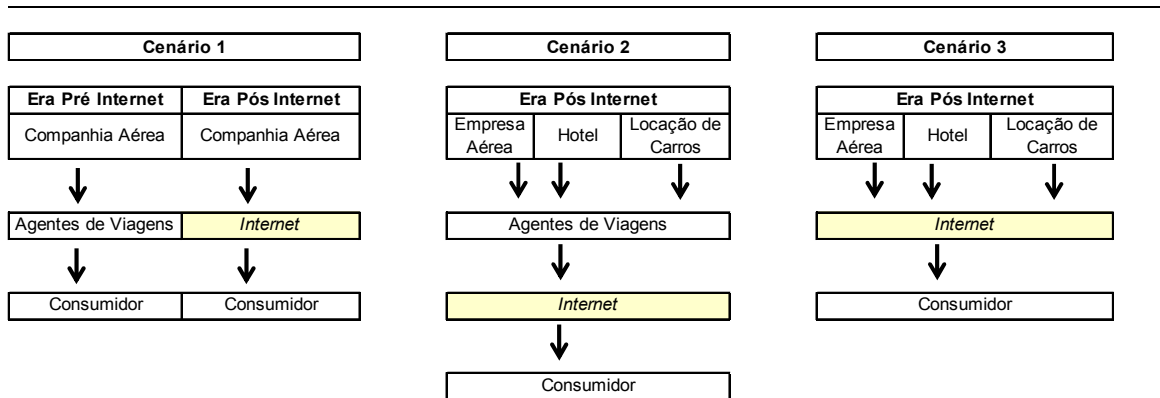 Cenário 1
Era Pré Internet Era Pós Internet
Companhia Aérea Companhia Aérea
Agentes de Viagens Internet
Consumidor Consumidor
Cenário 2
Era Pós Internet
Empresa Aérea Hotel Locação de Carros
Agentes de Viagens
Internet
Consumidor
Cenário 3
Era Pós Internet
Empresa Aérea Hotel Locação de Carros
Internet
Consumidor